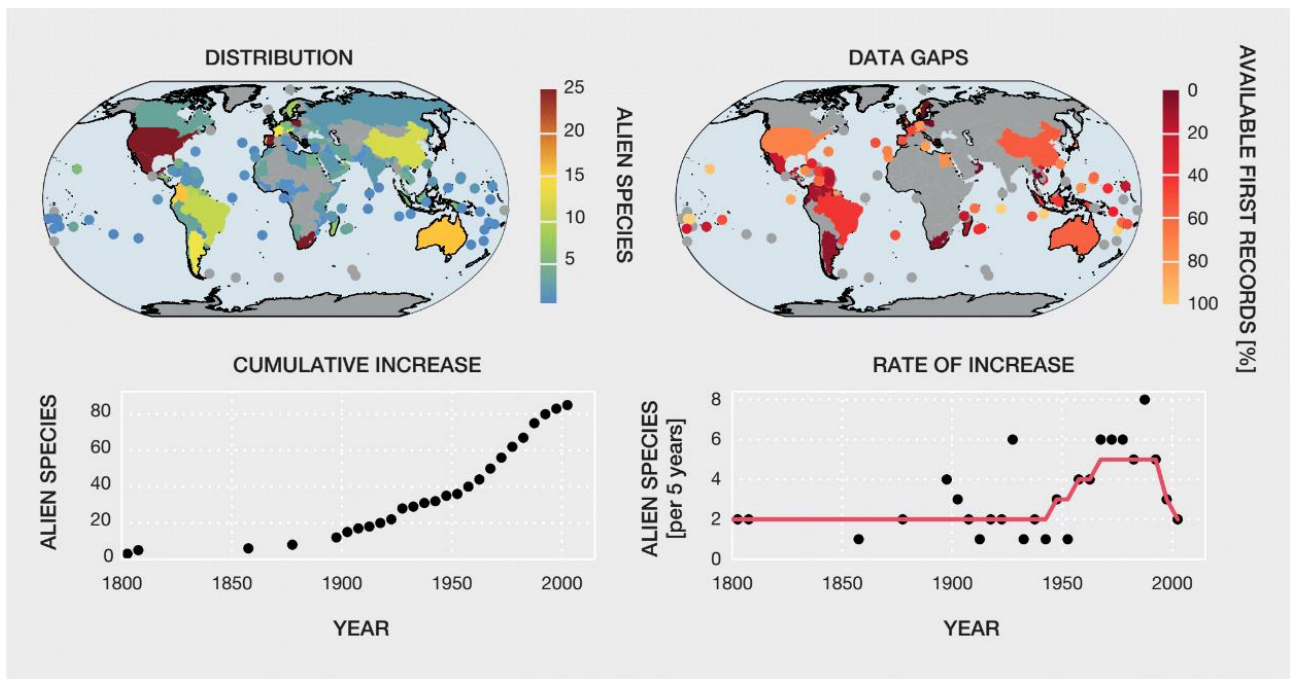 DISTRIBUTION
25
20
15
10
5
ALIEN SPECIES
DATA GAPS
0
20
40
60
80
100
AVAILABLE FIRST RECORDS [%]
CUMULATIVE INCREASE
ALIEN SPECIES
80
60
40
20
0
1800
1850
1900
1950
2000
YEAR
RATE OF INCREASE
ALIEN SPECIES
[per 5 years]
8
6
4
2
0
1800
1850
1900
1950
2000
YEAR